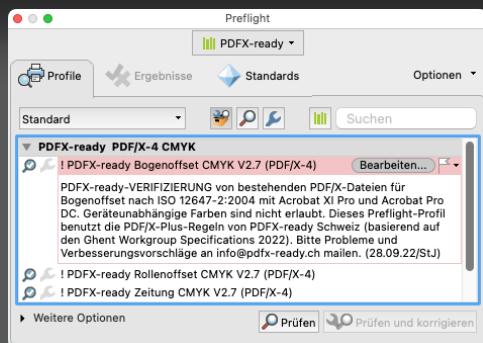 Preflight
PDFX-ready
Profile
Ergebnisse
Standards
Optionen
Standard
Suchen
PDFX-ready PDF/X-4 CMYK
! PDFX-ready Bogenoffset CMYK V2.7 (PDF/X-4)
Bearbeiten...
PDFX-ready-VERIFIZIERUNG von bestehenden PDF/X-Dateien für
Bogenoffset nach ISO 12647-2:2004 mit Acrobat XI Pro und Acrobat Pro
DC. Geräteunabhängige Farben sind nicht erlaubt. Dieses Preflight-Profil
benutzt die PDF/X-Plus-Regeln von PDFX-ready Schweiz (basierend auf
den Ghent Workgroup Specifications 2022). Bitte Probleme und
Verbesserungsvorschläge an info@pdfx-ready.ch mailen. (28.09.22/StJ)
! PDFX-ready Rollenoffset CMYK V2.7 (PDF/X-4)
! PDFX-ready Zeitung CMYK V2.7 (PDF/X-4)
Weitere Optionen
Prüfen
Prüfen und korrigieren